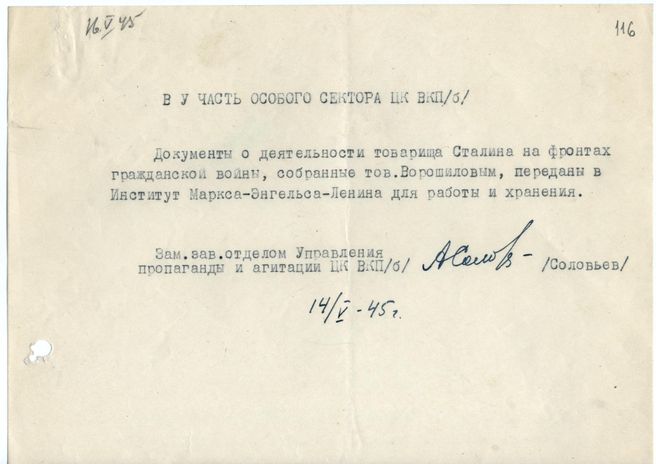 16.V.45
116
В V ЧАСТЬ ОСОБОГО СЕКТОРА ЦК ВКП/б/
Документы о деятельности товарища Сталина на фронтах
гражданской войны, собранные тов.Ворошиловым, переданы в
Институт Маркса-Энгельса-Ленина для работы и хранения.
Зам.зав.отделом Управления
пропаганды и агитации ЦК ВКП/б/ АСолов /Соловьев/
14/V-45г.